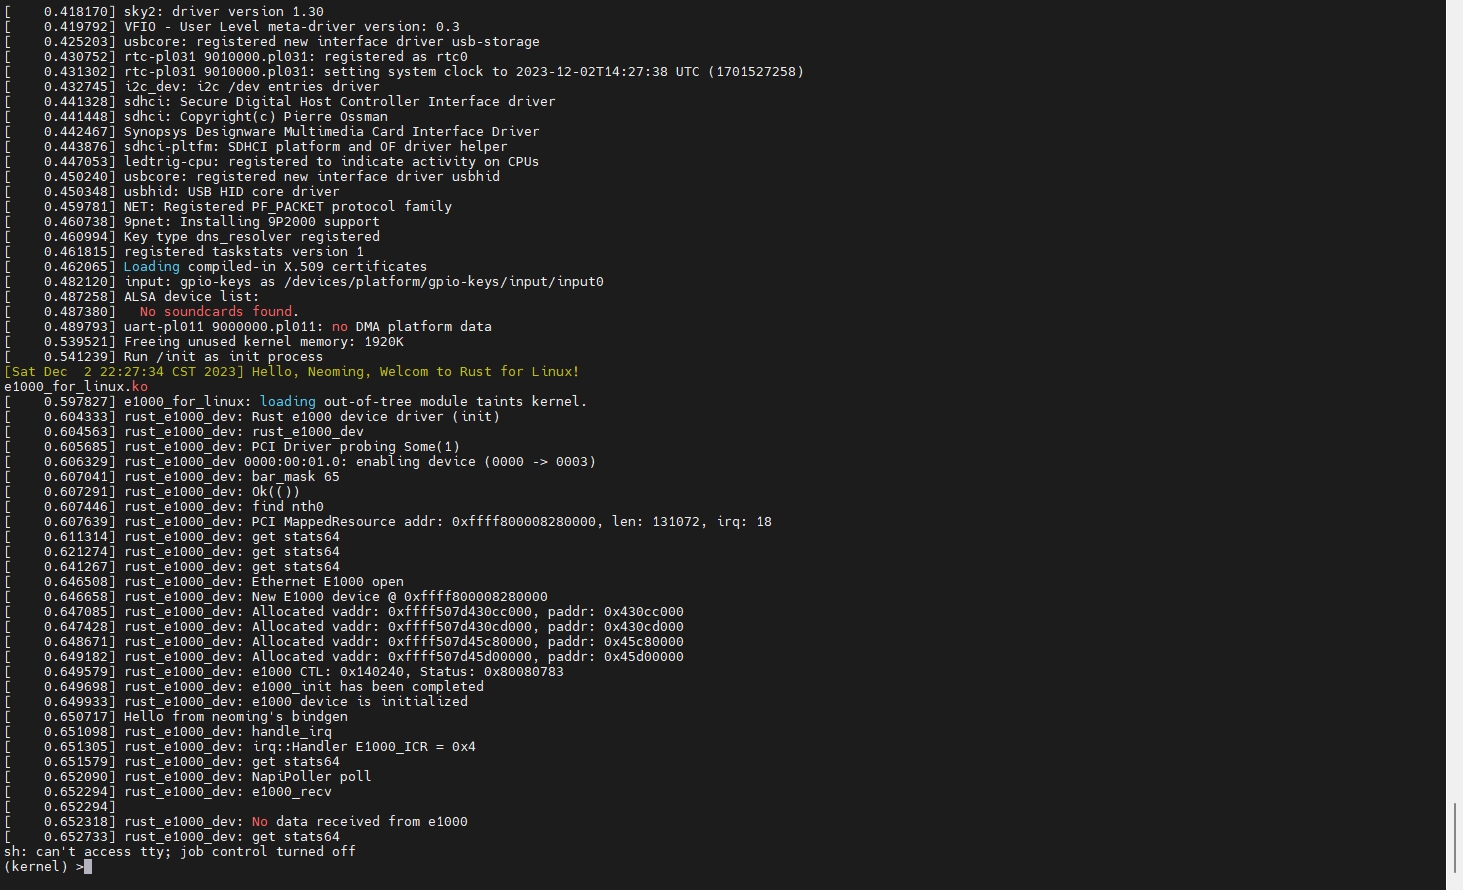 [    0.418170] sky2: driver version 1.30
[    0.419792] VFIO - User Level meta-driver version: 0.3
[    0.425203] usbcore: registered new interface driver usb-storage
[    0.430752] rtc-pl031 9010000.pl031: registered as rtc0
[    0.431302] rtc-pl031 9010000.pl031: setting system clock to 2023-12-02T14:27:38 UTC (1701527258)
[    0.432745] i2c_dev: i2c /dev entries driver
[    0.441328] sdhci: Secure Digital Host Controller Interface driver
[    0.441448] sdhci: Copyright(c) Pierre Ossman
[    0.442467] Synopsys Designware Multimedia Card Interface Driver
[    0.443876] sdhci-pltfm: SDHCI platform and OF driver helper
[    0.447053] ledtrig-cpu: registered to indicate activity on CPUs
[    0.450240] usbcore: registered new interface driver usbhid
[    0.450348] usbhid: USB HID core driver
[    0.459781] NET: Registered PF_PACKET protocol family
[    0.460738] 9pnet: Installing 9P2000 support
[    0.460994] Key type dns_resolver registered
[    0.461815] registered taskstats version 1
[    0.462065] Loading compiled-in X.509 certificates
[    0.482120] input: gpio-keys as /devices/platform/gpio-keys/input/input0
[    0.487258] ALSA device list:
[    0.487380]   No soundcards found.
[    0.489793] uart-pl011 9000000.pl011: no DMA platform data
[    0.539521] Freeing unused kernel memory: 1920K
[    0.541239] Run /init as init process
[Sat Dec  2 22:27:34 CST 2023] Hello, Neoming, Welcom to Rust for Linux!
e1000_for_linux.ko
[    0.597827] e1000_for_linux: loading out-of-tree module taints kernel.
[    0.604333] rust_e1000_dev: Rust e1000 device driver (init)
[    0.604563] rust_e1000_dev: rust_e1000_dev
[    0.605685] rust_e1000_dev: PCI Driver probing Some(1)
[    0.606329] rust_e1000_dev 0000:00:01.0: enabling device (0000 -> 0003)
[    0.607041] rust_e1000_dev: bar_mask 65
[    0.607291] rust_e1000_dev: Ok(())
[    0.607446] rust_e1000_dev: find nth0
[    0.607639] rust_e1000_dev: PCI MappedResource addr: 0xffff800008280000, len: 131072, irq: 18
[    0.611314] rust_e1000_dev: get stats64
[    0.621274] rust_e1000_dev: get stats64
[    0.641267] rust_e1000_dev: get stats64
[    0.646508] rust_e1000_dev: Ethernet E1000 open
[    0.646658] rust_e1000_dev: New E1000 device @ 0xffff800008280000
[    0.647085] rust_e1000_dev: Allocated vaddr: 0xffff507d430cc000, paddr: 0x430cc000
[    0.647428] rust_e1000_dev: Allocated vaddr: 0xffff507d430cd000, paddr: 0x430cd000
[    0.648671] rust_e1000_dev: Allocated vaddr: 0xffff507d45c80000, paddr: 0x45c80000
[    0.649182] rust_e1000_dev: Allocated vaddr: 0xffff507d45d00000, paddr: 0x45d00000
[    0.649579] rust_e1000_dev: e1000 CTL: 0x140240, Status: 0x80080783
[    0.649698] rust_e1000_dev: e1000_init has been completed
[    0.649933] rust_e1000_dev: e1000 device is initialized
[    0.650717] Hello from neoming's bindgen
[    0.651098] rust_e1000_dev: handle_irq
[    0.651305] rust_e1000_dev: irq::Handler E1000_ICR = 0x4
[    0.651579] rust_e1000_dev: get stats64
[    0.652090] rust_e1000_dev: NapiPoller poll
[    0.652294] rust_e1000_dev: e1000_recv
[    0.652294]
[    0.652318] rust_e1000_dev: No data received from e1000
[    0.652733] rust_e1000_dev: get stats64
sh: can't access tty; job control turned off
(kernel) >